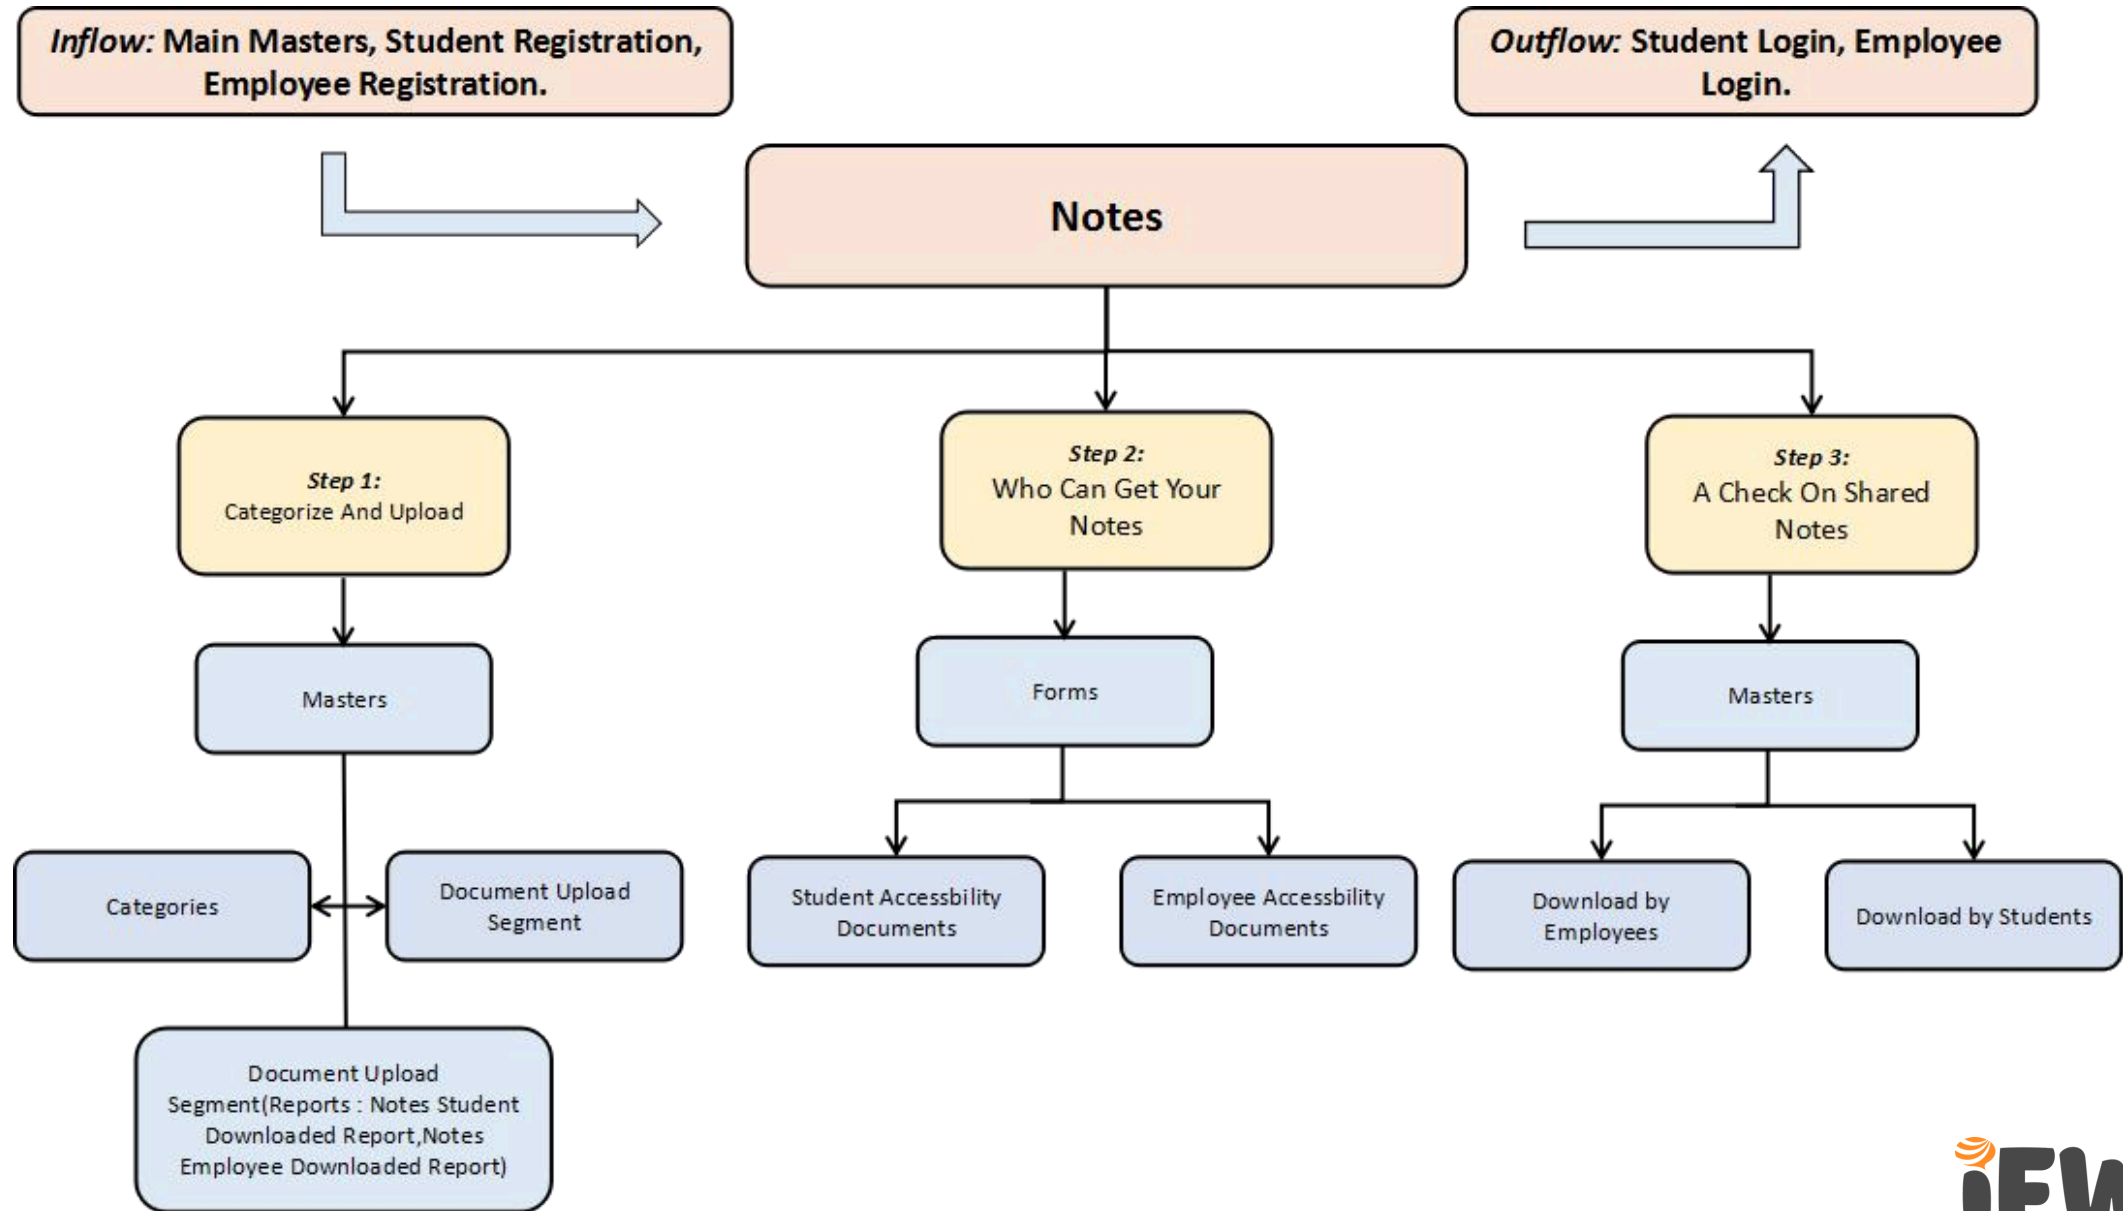 Inflow: Main Masters, Student Registration,
Employee Registration.
Outflow: Student Login, Employee
Login.
Notes
Step 1:
Categorize And Upload
Step 2:
Who Can Get Your
Notes
Step 3:
A Check On Shared
Notes
Masters
Forms
Masters
Categories
Document Upload
Segment
Student Accessbility
Documents
Employee Accessbility
Documents
Download by
Employees
Download by Students
Document Upload
Segment(Reports : Notes Student
Downloaded Report,Notes
Employee Downloaded Report)